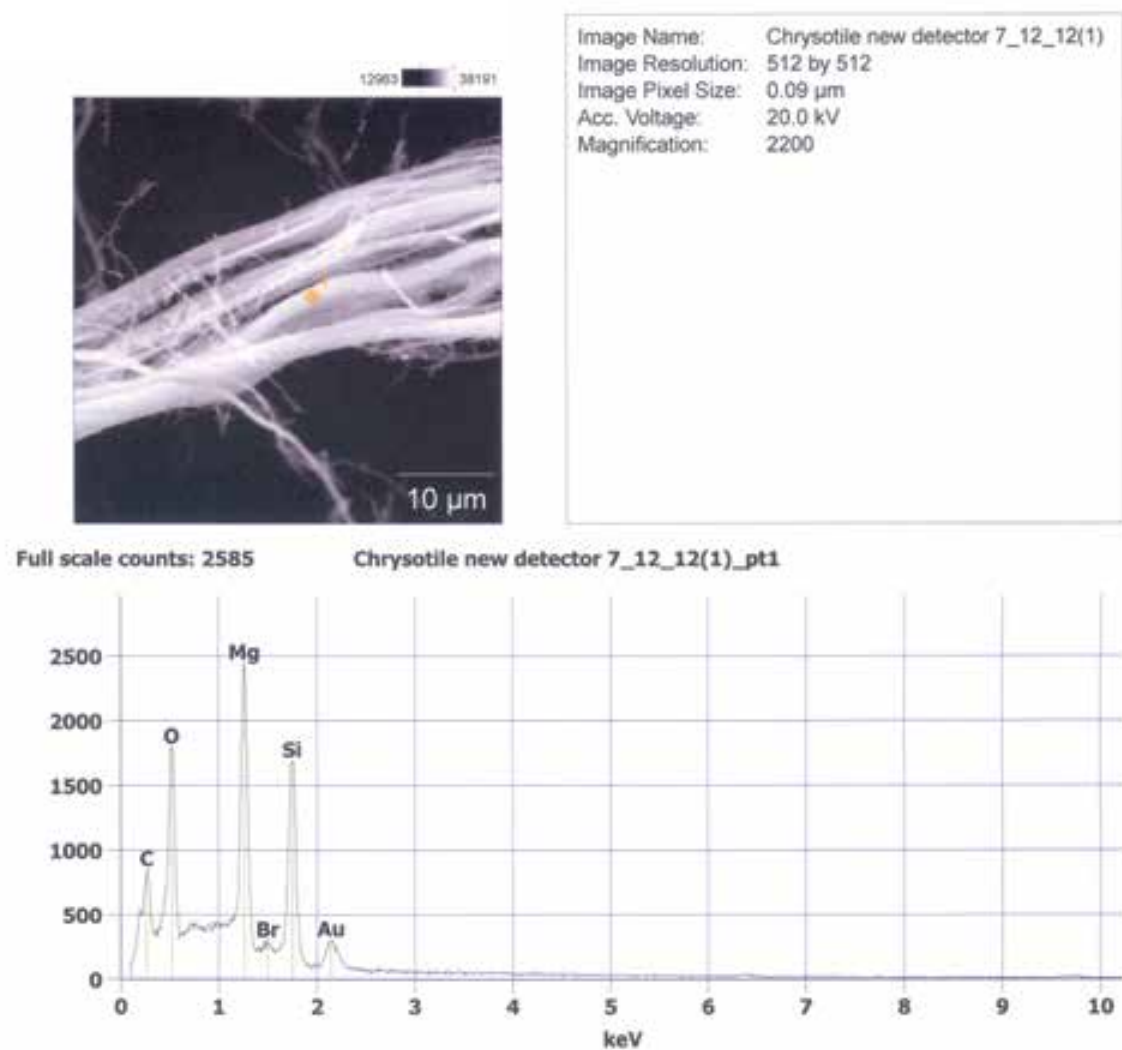 Image Name: Chrysotile new detector 7_12_12(1)
Image Resolution: 512 by 512
Image Pixel Size: 0.09 µm
Acc. Voltage: 20.0 kV
Magnification: 2200
12983 38191
10 µm
Full scale counts: 2585 Chrysotile new detector 7_12_12(1)_pt1
2500
Mg
2000
O
Si
1500
1000
C
500
Br Au
0
0 1 2 3 4 5 6 7 8 9 10
keV